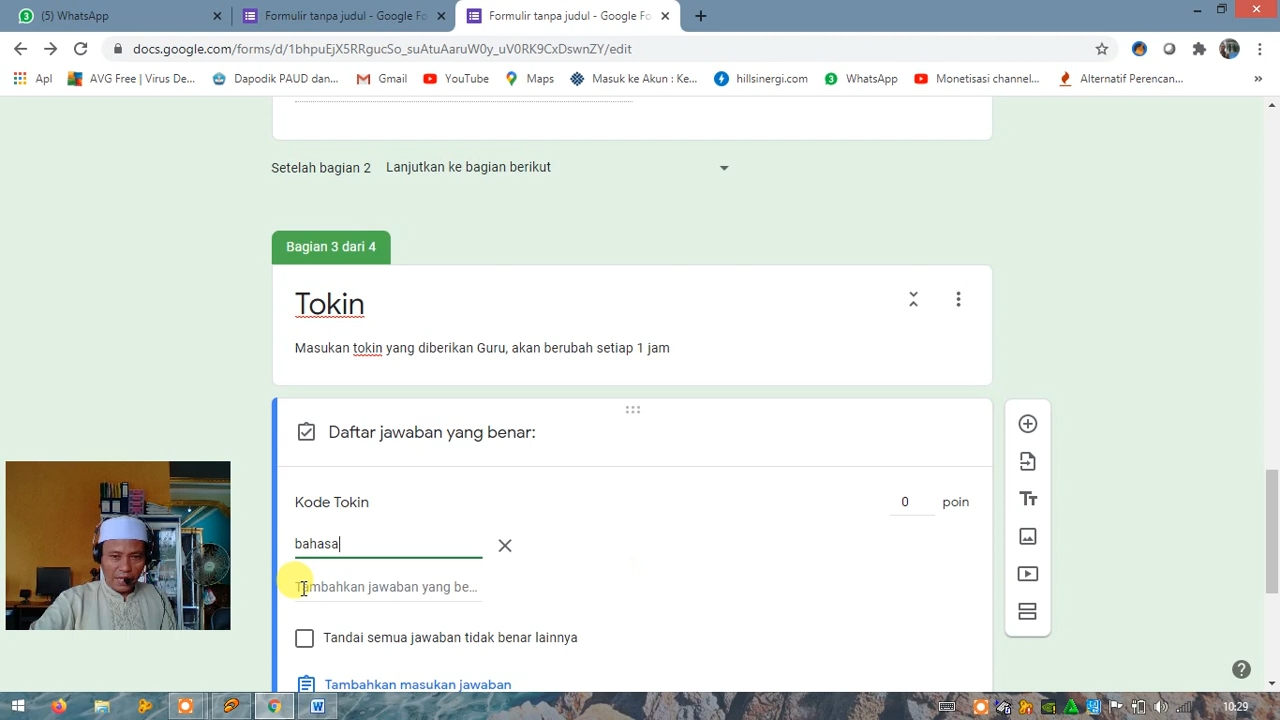 (5) WhatsApp
Formulir tanpa judul - Google Fo
Formulir tanpa judul - Google Fo
docs.google.com/forms/d/1bhpuEjX5RRgucSo_suAtuAaruW0y_uV0RK9CxDswnZY/edit
Apl
AVG Free | Virus De...
Dapodik PAUD dan...
Gmail
YouTube
Maps
Masuk ke Akun : Ke...
hillsinergi.com
WhatsApp
Monetisasi channel...
Alternatif Perencan...
»
Setelah bagian 2 Lanjutkan ke bagian berikut
Bagian 3 dari 4
Tokin
Masukan tokin yang diberikan Guru, akan berubah setiap 1 jam
Daftar jawaban yang benar:
Kode Tokin 0 poin
bahasa
Tambahkan jawaban yang be...
Tandai semua jawaban tidak benar lainnya
Tambahkan masukan jawaban
10:29